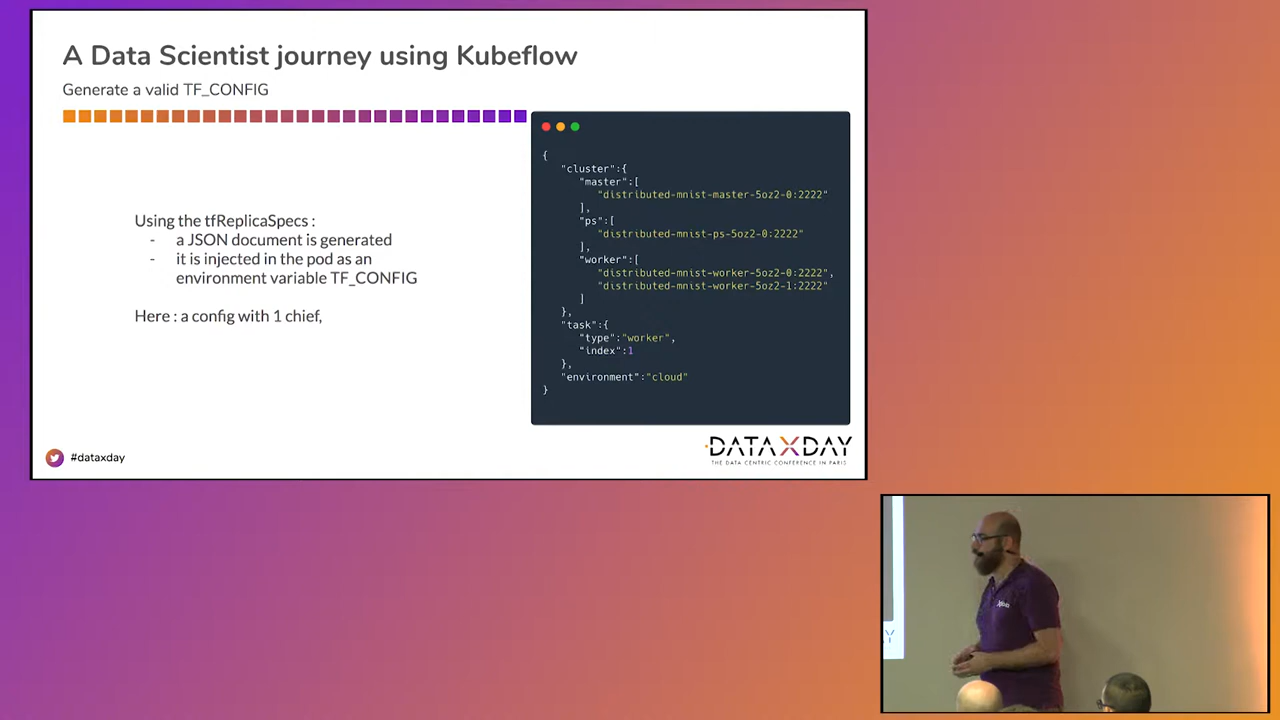 A Data Scientist journey using Kubeflow
Generate a valid TF_CONFIG
Using the tfReplicaSpecs :
- a JSON document is generated
- it is injected in the pod as an
environment variable TF_CONFIG
Here : a config with 1 chief,
{
"cluster":{
"master":[
"distributed-mnist-master-5oz2-0:2222"
],
"ps":[
"distributed-mnist-ps-5oz2-0:2222"
],
"worker":[
"distributed-mnist-worker-5oz2-0:2222",
"distributed-mnist-worker-5oz2-1:2222"
]
},
"task":{
"type":"worker",
"index":1
},
"environment":"cloud"
}
#dataxday
DATAXDAY
THE DATA CENTRIC CONFERENCE IN PARIS